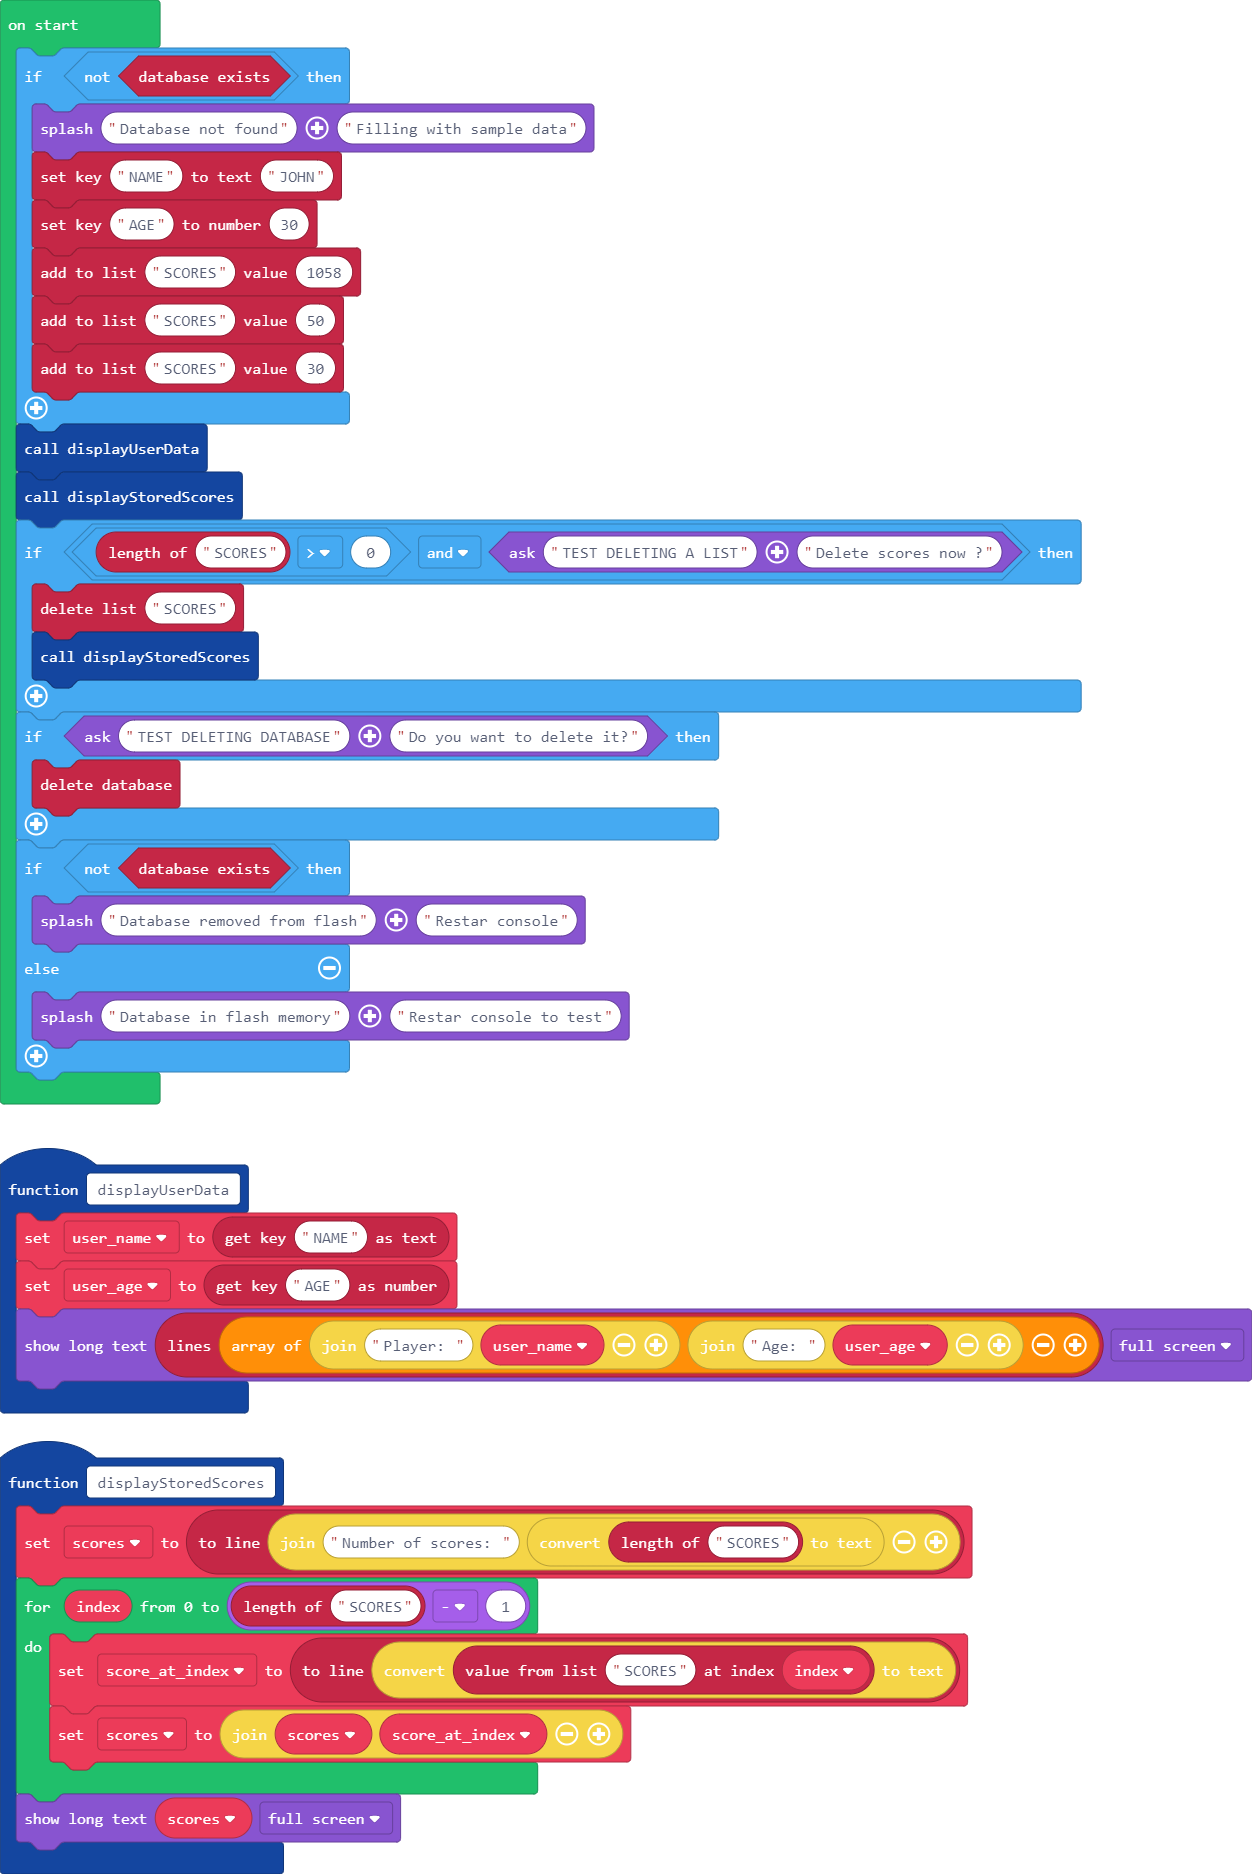 on start
if not database exists then
splash "Database not found" "Filling with sample data"
set key "NAME" to text "JOHN"
set key "AGE" to number 30
add to list "SCORES" value 1058
add to list "SCORES" value 50
add to list "SCORES" value 30
call displayUserData
call displayStoredScores
if length of "SCORES" > 0 and ask "TEST DELETING A LIST" "Delete scores now ?" then
delete list "SCORES"
call displayStoredScores
if ask "TEST DELETING DATABASE" "Do you want to delete it?" then
delete database
if not database exists then
splash "Database removed from flash" "Restar console"
else
splash "Database in flash memory" "Restar console to test"
function displayUserData
set user_name to get key "NAME" as text
set user_age to get key "AGE" as number
show long text lines array of join "Player: " user_name join "Age: " user_age full screen
function displayStoredScores
set scores to to line join "Number of scores: " convert length of "SCORES" to text
for index from 0 to length of "SCORES" - 1
do
set score_at_index to to line convert value from list "SCORES" at index index to text
set scores to join scores score_at_index
show long text scores full screen